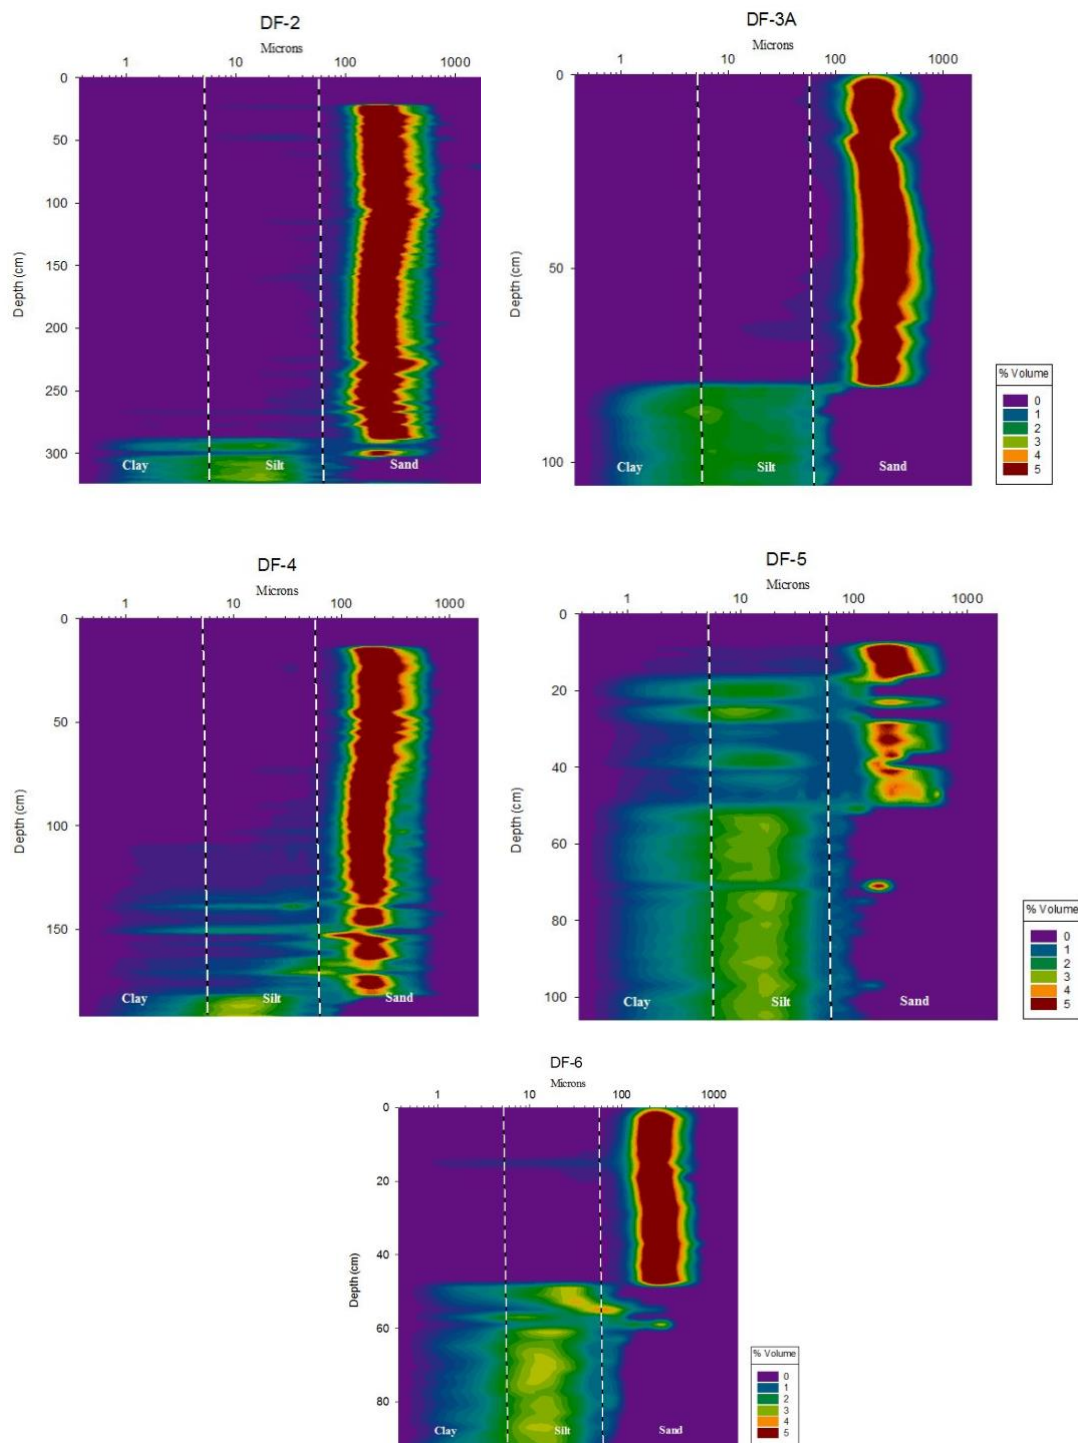 DF-2
Microns
1 10 100 1000
0
50
100
150
200
250
300
Depth (cm)
Clay Silt Sand
DF-3A
Microns
1 10 100 1000
0
50
100
Depth (cm)
Clay Silt Sand
% Volume
0
1
2
3
4
5
DF-4
Microns
1 10 100 1000
0
50
100
150
Depth (cm)
Clay Silt Sand
DF-5
Microns
1 10 100 1000
0
20
40
60
80
100
Depth (cm)
Clay Silt Sand
% Volume
0
1
2
3
4
5
DF-6
Microns
1 10 100 1000
0
20
40
60
80
Depth (cm)
Clay Silt Sand
% Volume
0
1
2
3
4
5